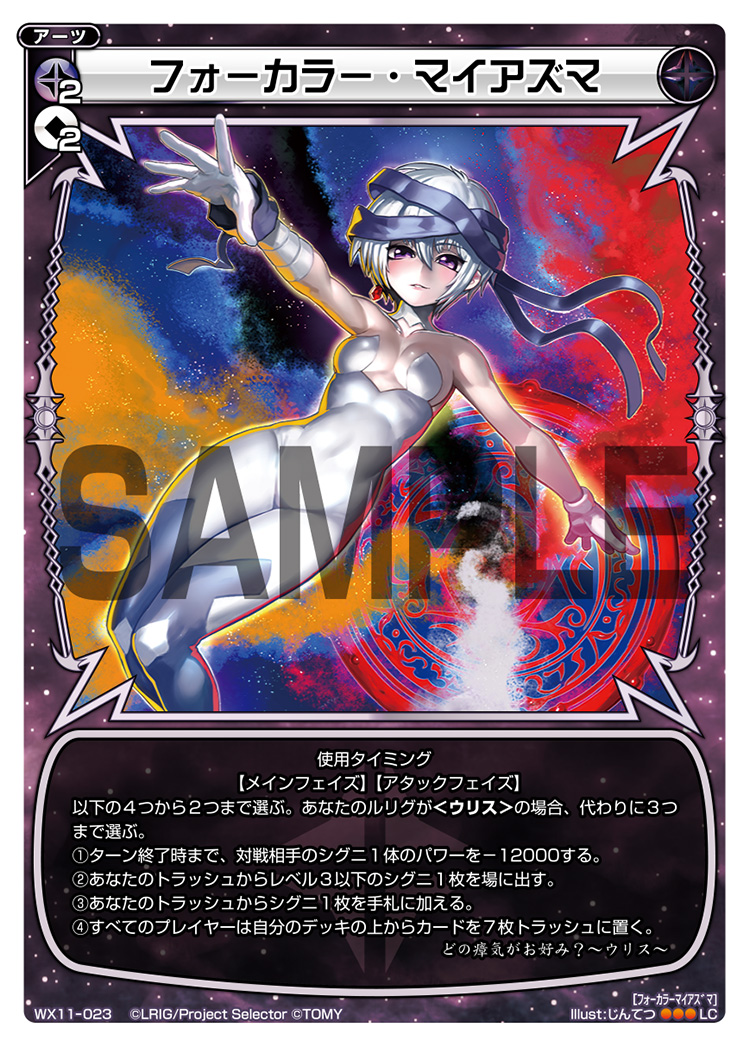 アーツ
フォーカラー・マイアズマ
2
2
SAMPLE
使用タイミング
【メインフェイズ】【アタックフェイズ】
以下の4つから2つまで選ぶ。あなたのルリグが<ウリス>の場合、代わりに3つ
まで選ぶ。
①ターン終了時まで、対戦相手のシグニ1体のパワーを－12000する。
②あなたのトラッシュからレベル3以下のシグニ1枚を場に出す。
③あなたのトラッシュからシグニ1枚を手札に加える。
④すべてのプレイヤーは自分のデッキの上からカードを7枚トラッシュに置く。
どの瘴気がお好み？～ウリス～
[フォーカラーマイアズマ]
WX11-023 ©LRIG/Project Selector ©TOMY Illust:じんてつ LC